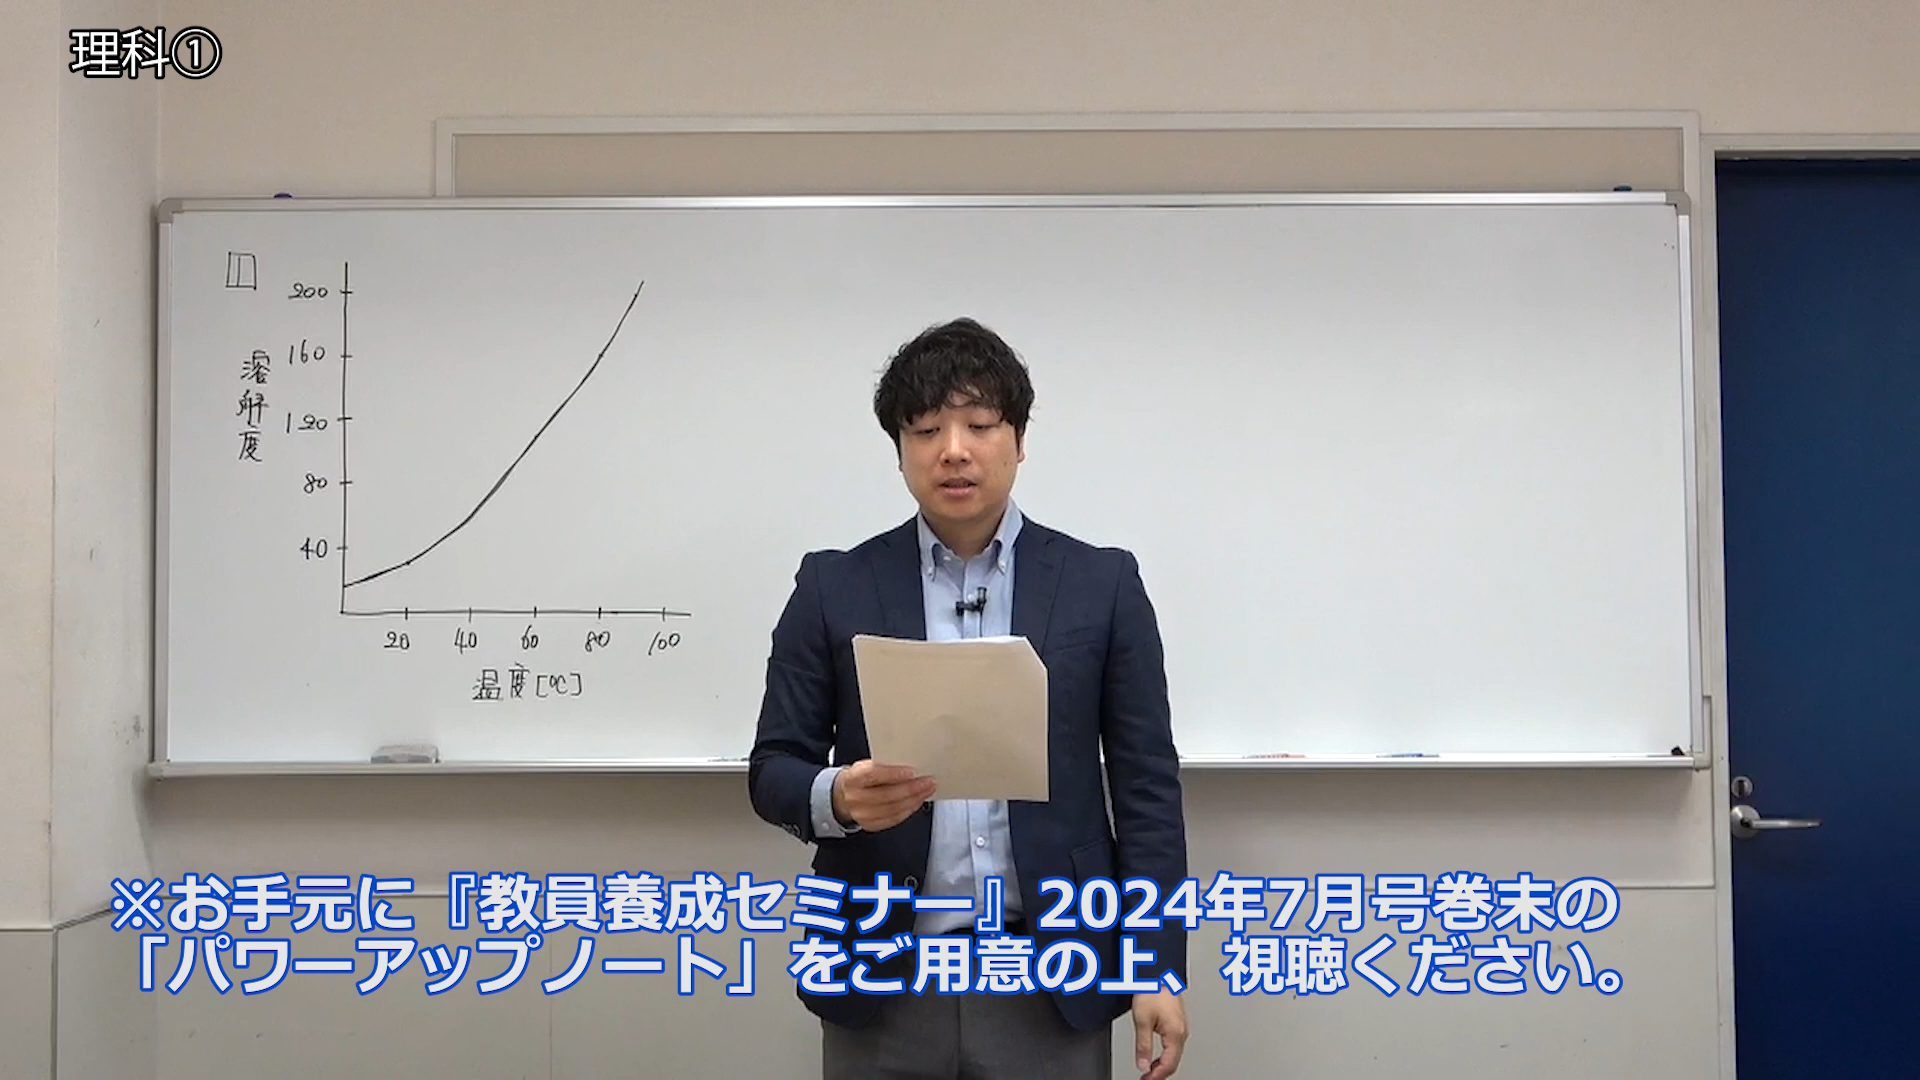 理科①
1
200
160
120
80
40
溶解度
20 40 60 80 100
温度[℃]
※お手元に『教員養成セミナー』2024年7月号巻末の
「パワーアップノート」をご用意の上、視聴ください。